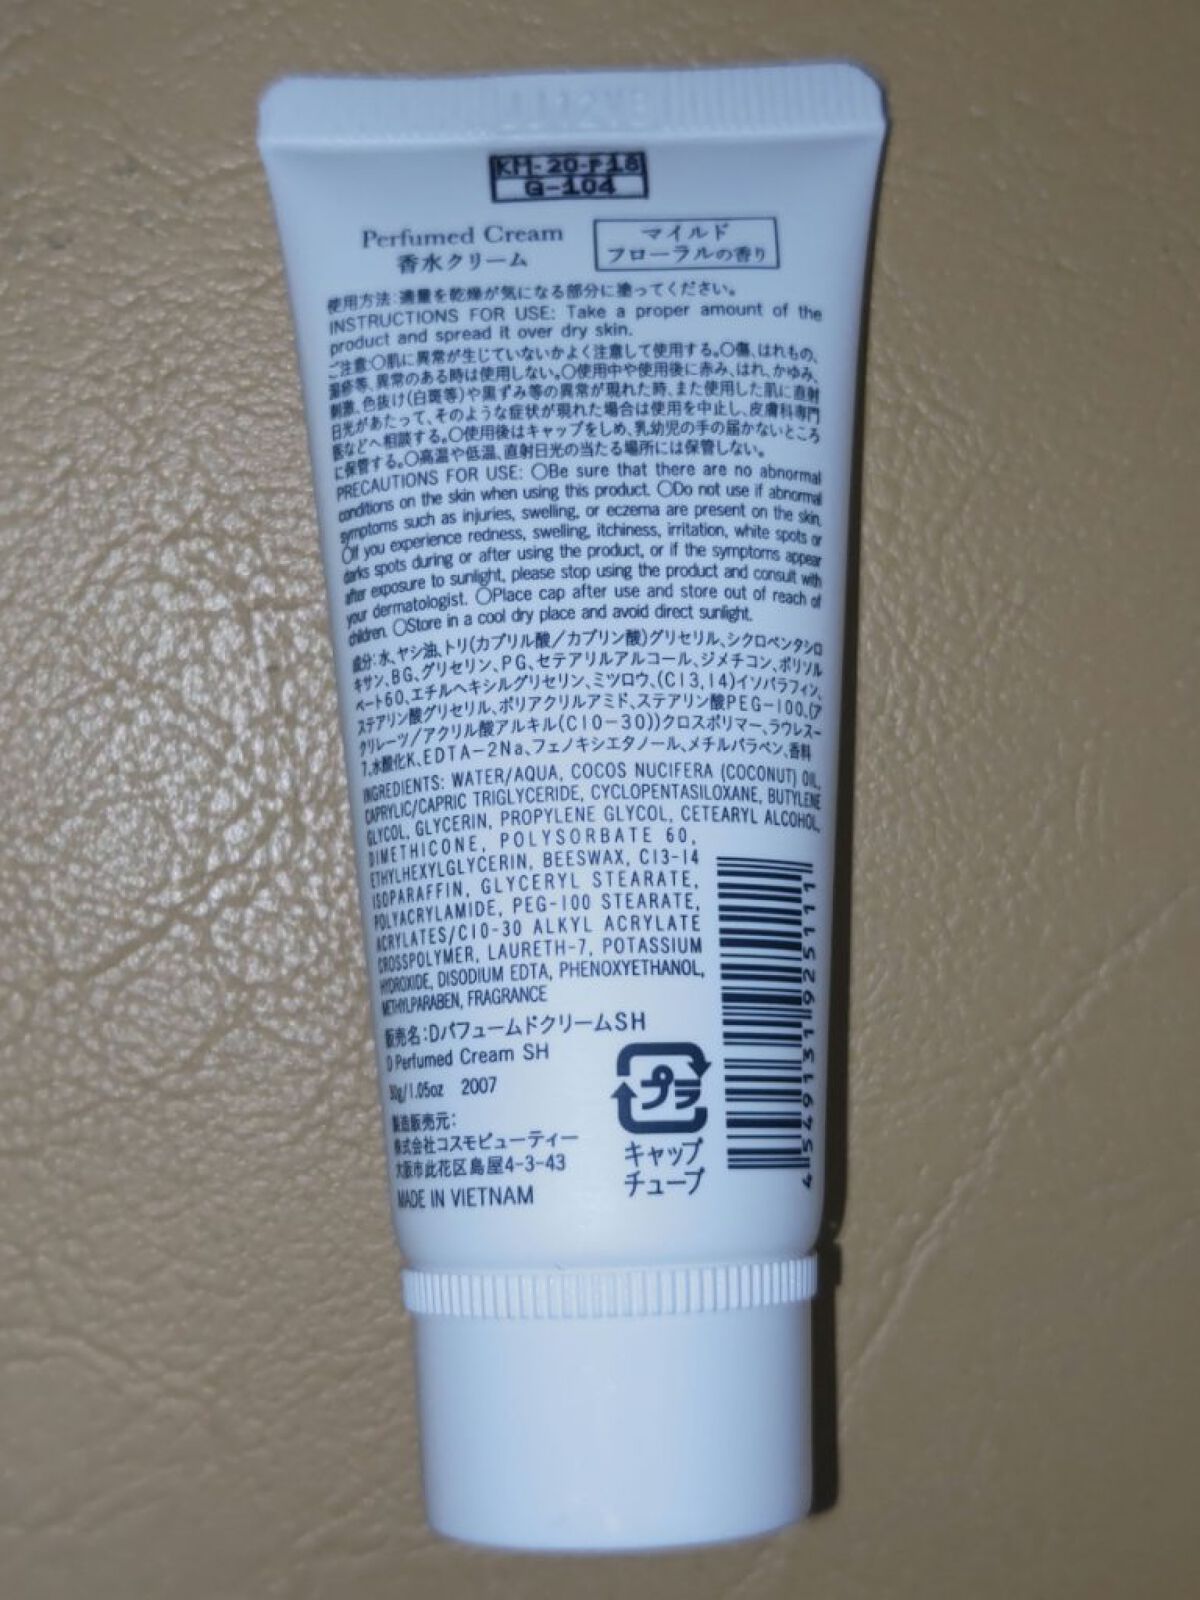 KM-20-P18
Q-104
Perfumed Cream
香水クリーム
マイルド
フローラルの香り
使用方法:適量を乾燥が気になる部分に塗ってください。
INSTRUCTIONS FOR USE: Take a proper amount of the
product and spread it over dry skin.
ご注意:○肌に異常が生じていないかよく注意して使用する。○傷、はれもの、
湿疹等、異常のある時は使用しない。○使用中や使用後に赤み、はれ、かゆみ、
刺激、色抜け(白斑等)や黒ずみ等の異常が現れた時、また使用した肌に直射
日光があたって、そのような症状が現れた場合は使用を中止し、皮膚科専門
医などへ相談する。○使用後はキャップをしめ、乳幼児の手の届かないところ
に保管する。○高温や低温、直射日光の当たる場所には保管しない。
PRECAUTIONS FOR USE: ○Be sure that there are no abnormal
conditions on the skin when using this product. ○Do not use if abnormal
symptoms such as injuries, swelling, or eczema are present on the skin.
○If you experience redness, swelling, itchiness, irritation, white spots or
darks spots during or after using the product, or if the symptoms appear
after exposure to sunlight, please stop using the product and consult with
your dermatologist. ○Place cap after use and store out of reach of
children. ○Store in a cool dry place and avoid direct sunlight.
成分:水、ヤシ油、トリ(カプリル酸/カプリン酸)グリセリル、シクロペンタシロ
キサン、BG、グリセリン、PG、セテアリルアルコール、ジメチコン、ポリソル
ベート60、エチルヘキシルグリセリン、ミツロウ、(C13,14)イソパラフィン、
ステアリン酸グリセリル、ポリアクリルアミド、ステアリン酸PEG-100、(ア
クリレーツ/アクリル酸アルキル(C10-30))クロスポリマー、ラウレス-
7、水酸化K、EDTA-2Na、フェノキシエタノール、メチルパラベン、香料
INGREDIENTS: WATER/AQUA, COCOS NUCIFERA (COCONUT) OIL,
CAPRYLIC/CAPRIC TRIGLYCERIDE, CYCLOPENTASILOXANE, BUTYLENE
GLYCOL, GLYCERIN, PROPYLENE GLYCOL, CETEARYL ALCOHOL,
DIMETHICONE, POLYSORBATE 60,
ETHYLHEXYLGLYCERIN, BEESWAX, C13-14
ISOPARAFFIN, GLYCERYL STEARATE,
POLYACRYLAMIDE, PEG-100 STEARATE,
ACRYLATES/C10-30 ALKYL ACRYLATE
CROSSPOLYMER, LAURETH-7, POTASSIUM
HYDROXIDE, DISODIUM EDTA, PHENOXYETHANOL,
METHYLPARABEN, FRAGRANCE
販売名:DパフュームドクリームSH
D Perfumed Cream SH
30g/1.05oz 2007
製造販売元:
株式会社コスモビューティー
大阪市此花区島屋4-3-43
MADE IN VIETNAM
プラ
キャップ
チューブ
4 549131 925111